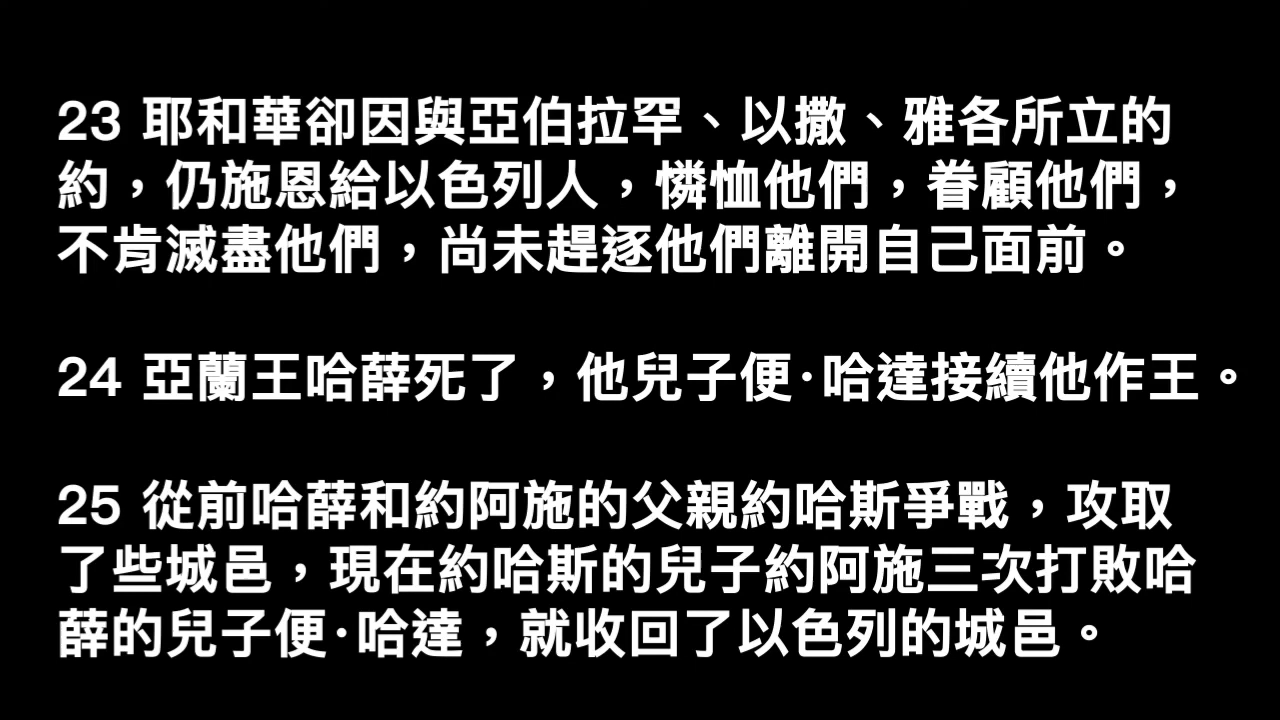 23 耶和華卻因與亞伯拉罕、以撒、雅各所立的
約，仍施恩給以色列人，憐恤他們，眷顧他們，
不肯滅盡他們，尚未趕逐他們離開自己面前。
24 亞蘭王哈薛死了，他兒子便·哈達接續他作王。
25 從前哈薛和約阿施的父親約哈斯爭戰，攻取
了些城邑，現在約哈斯的兒子約阿施三次打敗哈
薛的兒子便·哈達，就收回了以色列的城邑。